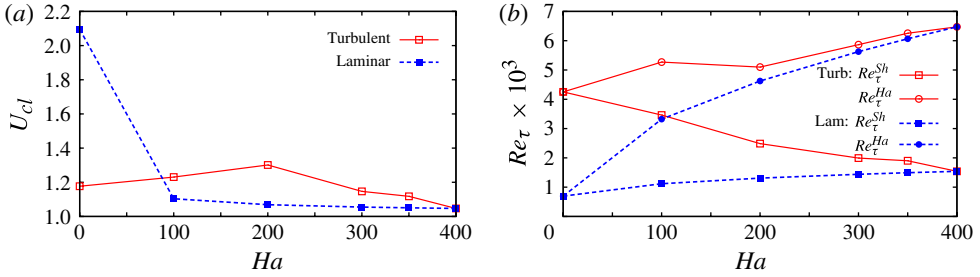 (a)
2.2
2.0
1.8
1.6
1.4
1.2
1.0
U_cl
Turbulent
Laminar
0 100 200 300 400
Ha
(b)
7
6
5
4
3
2
1
0
Re_τ × 10^3
Turb: Re_τ^Sh
Re_τ^Ha
Lam: Re_τ^Sh
Re_τ^Ha
0 100 200 300 400
Ha